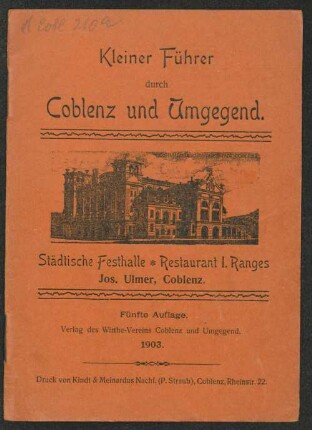 Kleiner Führer
durch
Coblenz und Umgegend.
Städtische Festhalle * Restaurant I. Ranges
Jos. Ulmer, Coblenz.
Fünfte Auflage.
Verlag des Wirthe-Vereins Coblenz und Umgegend.
1903.
Druck von Kindt & Meinardus Nachf. (P. Straub), Coblenz, Rheinstr. 22.